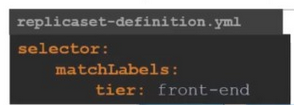 replicaset-definition.yml
selector:
matchLabels:
tier: front-end